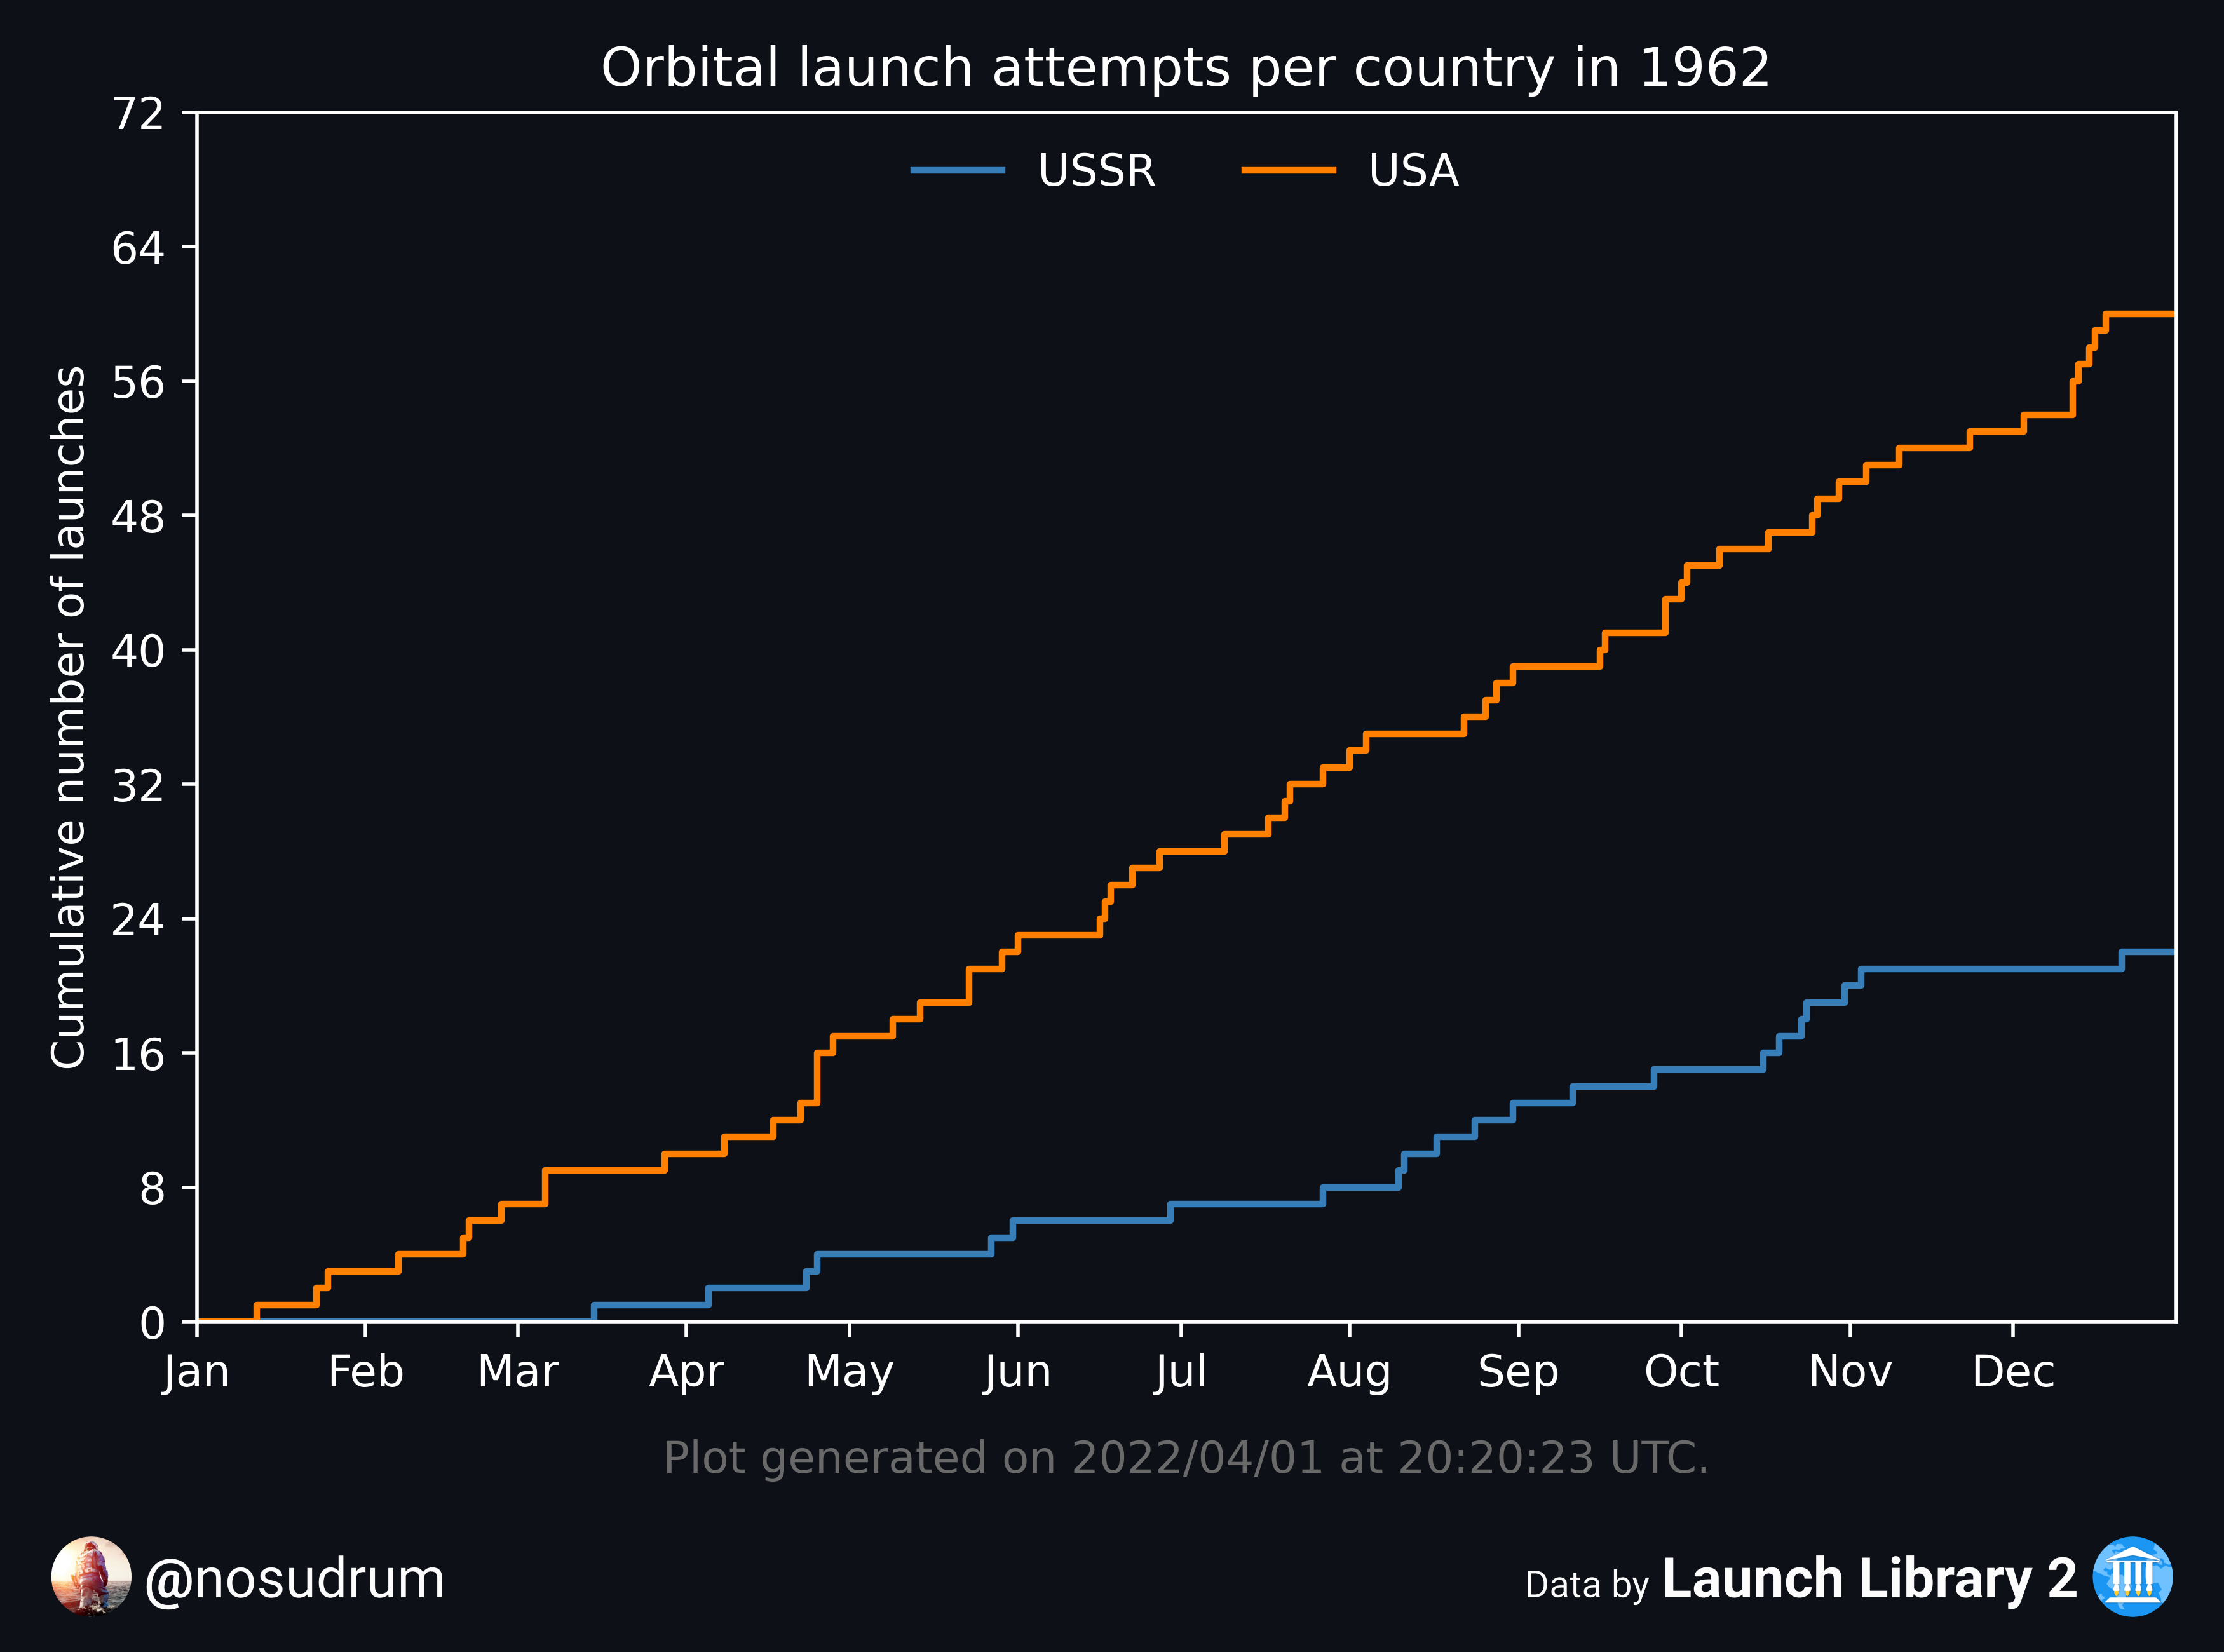 Orbital launch attempts per country in 1962
USSR USA
Cumulative number of launches
72
64
56
48
40
32
24
16
8
0
Jan Feb Mar Apr May Jun Jul Aug Sep Oct Nov Dec
Plot generated on 2022/04/01 at 20:20:23 UTC.
@nosudrum
Data by Launch Library 2